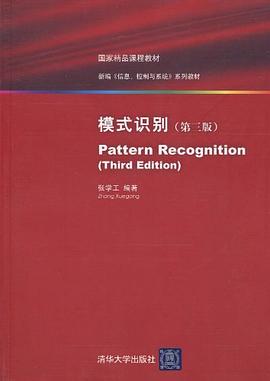 国家精品课程教材
新编《信息、控制与系统》系列教材
模式识别(第三版)
Pattern Recognition
(Third Edition)
张学工 编著
Zhang Xuegong
清华大学出版社